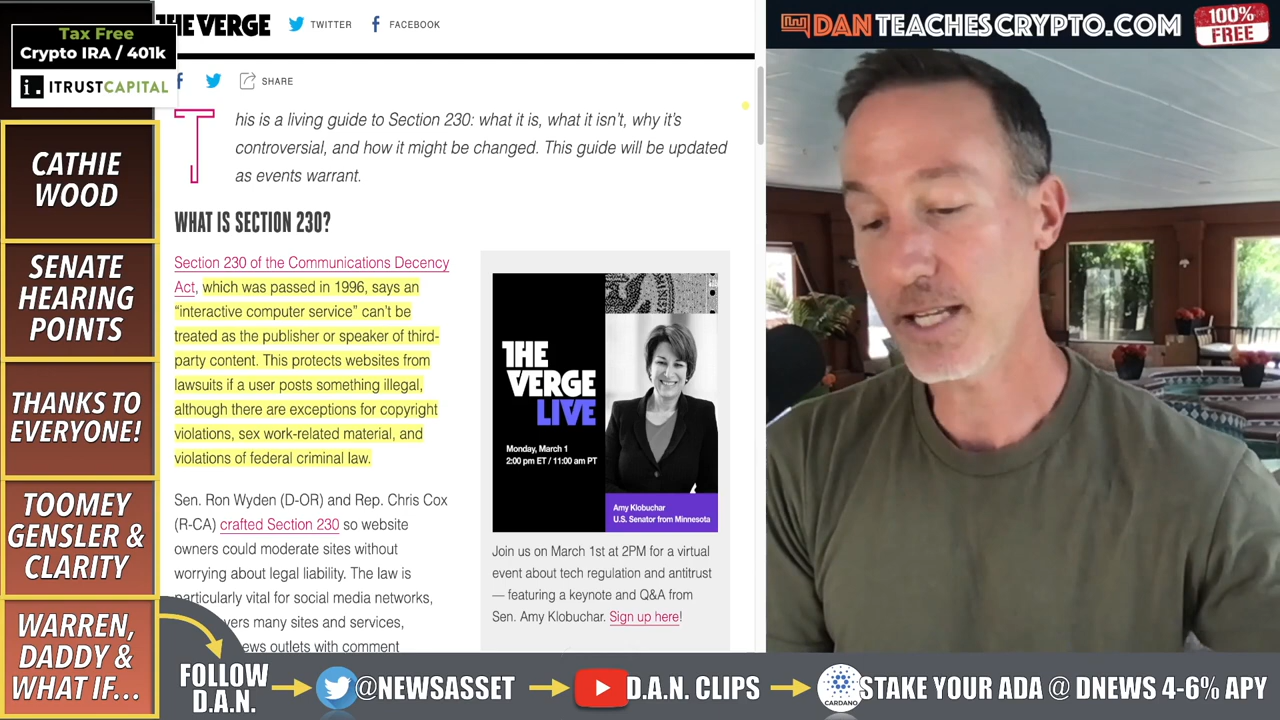 Tax Free
Crypto IRA / 401k
i. ITRUSTCAPITAL
CATHIE
WOOD
SENATE
HEARING
POINTS
THANKS TO
EVERYONE!
TOOMEY
GENSLER &
CLARITY
WARREN,
DADDY &
WHAT IF...
THE VERGE
TWITTER
FACEBOOK
SHARE
This is a living guide to Section 230: what it is, what it isn't, why it's
controversial, and how it might be changed. This guide will be updated
as events warrant.
WHAT IS SECTION 230?
Section 230 of the Communications Decency
Act, which was passed in 1996, says an
“interactive computer service” can't be
treated as the publisher or speaker of third-
party content. This protects websites from
lawsuits if a user posts something illegal,
although there are exceptions for copyright
violations, sex work-related material, and
violations of federal criminal law.
Sen. Ron Wyden (D-OR) and Rep. Chris Cox
(R-CA) crafted Section 230 so website
owners could moderate sites without
worrying about legal liability. The law is
particularly vital for social media networks,
many sites and services,
outlets with comment
THE
VERGE
LIVE
Monday, March 1
2:00 pm ET / 11:00 am PT
Amy Klobuchar
U.S. Senator from Minnesota
Join us on March 1st at 2PM for a virtual
event about tech regulation and antitrust
— featuring a keynote and Q&A from
Sen. Amy Klobuchar. Sign up here!
DANTEACHESCRYPTO.COM
100%
FREE
FOLLOW
D.A.N.
@NEWSASSET
D.A.N. CLIPS
CARDANO
STAKE YOUR ADA @ DNEWS 4-6% APY